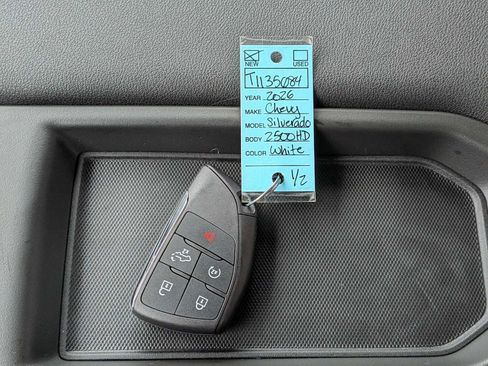 NEW USED
T1135084
YEAR 2026
MAKE Chevy
MODEL Silverado
BODY 2500HD
COLOR White
1/2